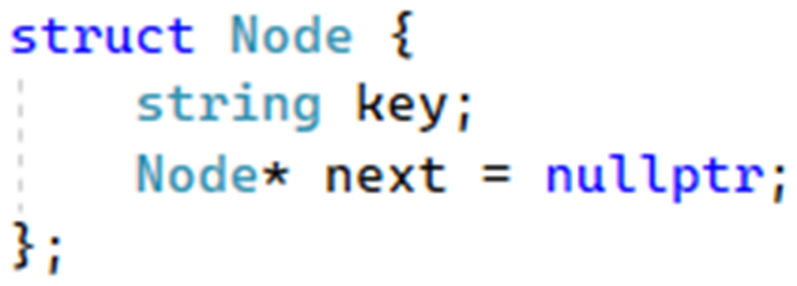 struct Node {
    string key;
    Node* next = nullptr;
};